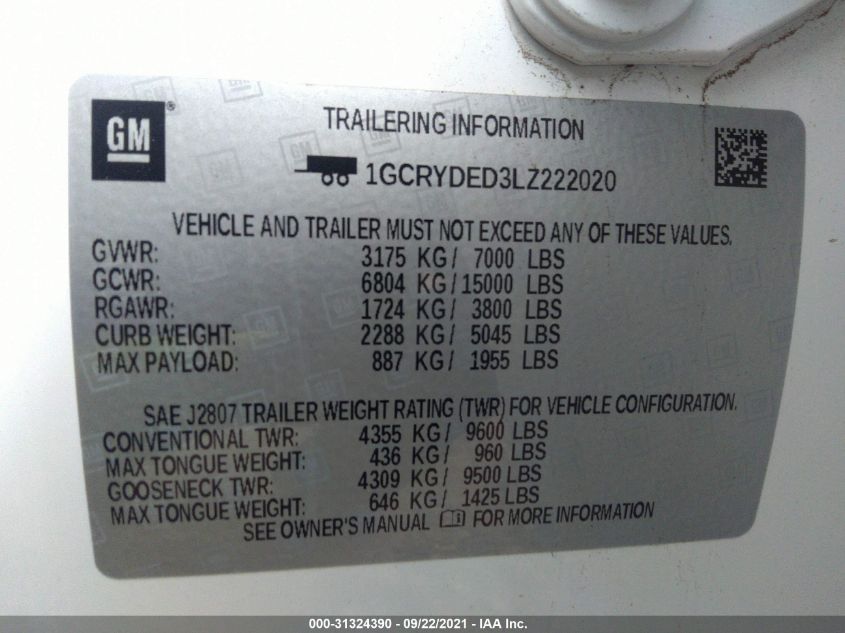 GM®
TRAILERING INFORMATION
1GCRYDED3LZ222020
VEHICLE AND TRAILER MUST NOT EXCEED ANY OF THESE VALUES.
GVWR: 3175 KG/ 7000 LBS
GCWR: 6804 KG/ 15000 LBS
RGAWR: 1724 KG/ 3800 LBS
CURB WEIGHT: 2288 KG/ 5045 LBS
MAX PAYLOAD: 887 KG/ 1955 LBS
SAE J2807 TRAILER WEIGHT RATING (TWR) FOR VEHICLE CONFIGURATION.
CONVENTIONAL TWR: 4355 KG/ 9600 LBS
MAX TONGUE WEIGHT: 436 KG/ 960 LBS
GOOSENECK TWR: 4309 KG/ 9500 LBS
MAX TONGUE WEIGHT: 646 KG/ 1425 LBS
SEE OWNER'S MANUAL FOR MORE INFORMATION
000-31324390 - 09/22/2021 - IAA Inc.